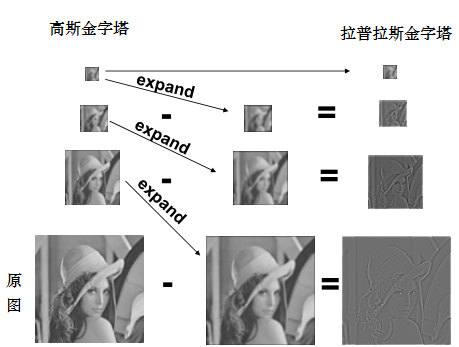 高斯金字塔
拉普拉斯金字塔
expand
- =
expand
- =
expand
原图
- =